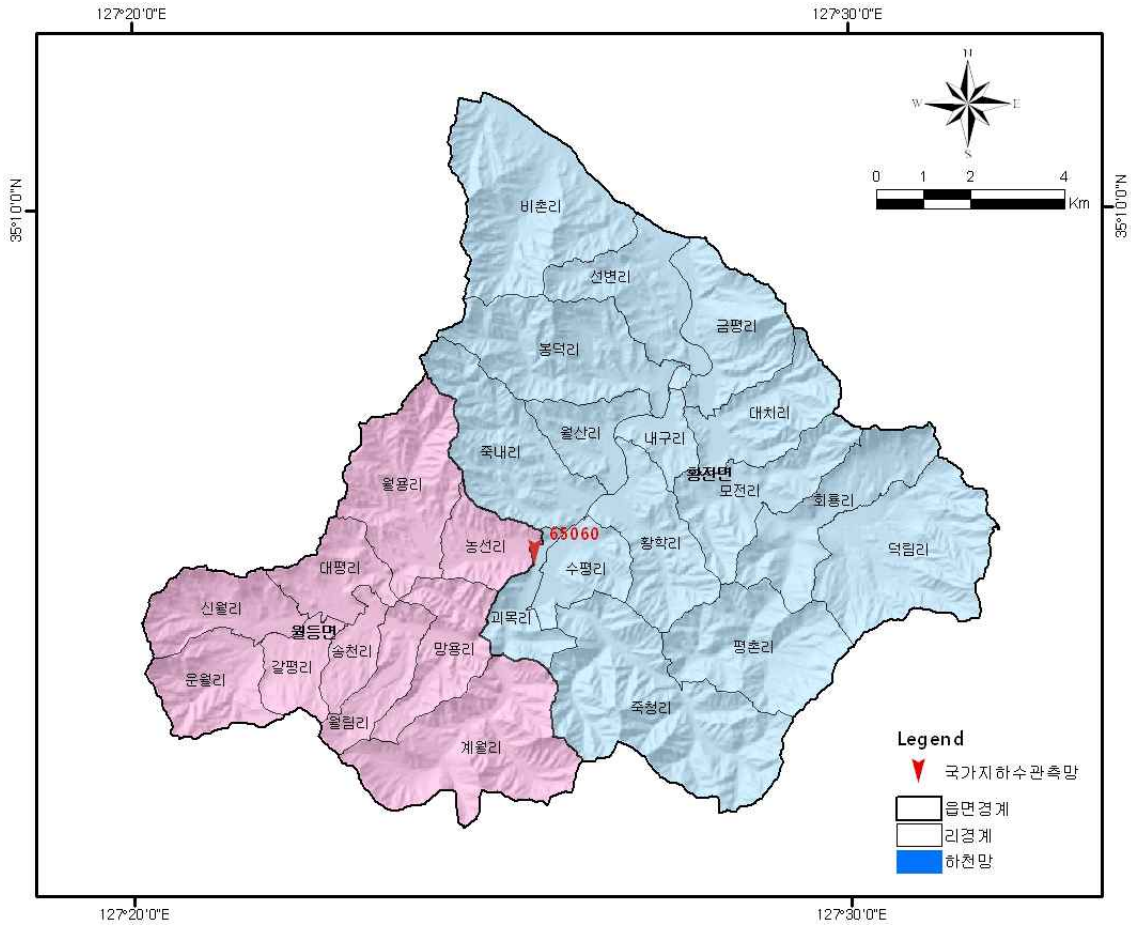 127°20'0"E
127°30'0"E
N
W
E
S
0 1 2 4
Km
35°10'0"N
35°10'0"N
비촌리
선변리
금평리
봉덕리
대치리
월산리
내구리
죽내리
황전면
모전리
회룡리
월용리
65060
농선리
황학리
덕림리
수평리
대평리
신월리
괴목리
월등면
송천리
망용리
평촌리
갈평리
운월리
죽청리
월림리
계월리
Legend
국가지하수관측망
읍면경계
리경계
하천망
127°20'0"E
127°30'0"E